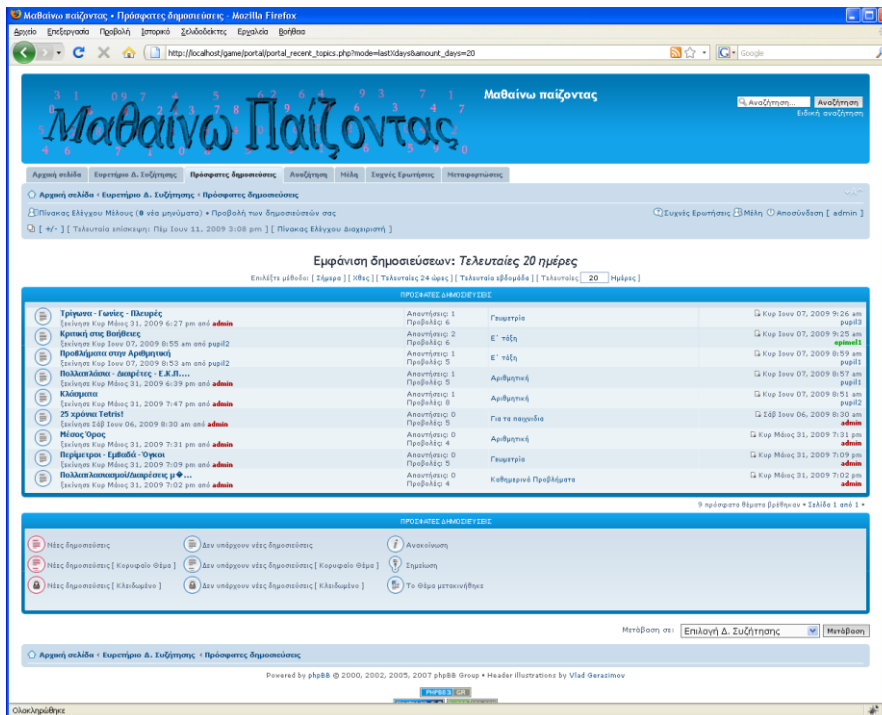 Μαθαίνω παίζοντας • Πρόσφατες δημοσιεύσεις - Mozilla Firefox
Αρχείο Επεξεργασία Προβολή Ιστορικό Σελιδοδείκτες Εργαλεία Βοήθεια
http://localhost/game/portal/portal_recent_topics.php?mode=lastXdays&amount_days=20
Google
Μαθαίνω Παίζοντας
Μαθαίνω παίζοντας
Αναζήτηση... Αναζήτηση
Ειδική αναζήτηση
Αρχική σελίδα Ευρετήριο Δ. Συζήτησης Πρόσφατες δημοσιεύσεις Αναζήτηση Μέλη Συχνές Ερωτήσεις Μεταφορτώσεις
Αρχική σελίδα ‹ Ευρετήριο Δ. Συζήτησης ‹ Πρόσφατες δημοσιεύσεις
Πίνακας Ελέγχου Μέλους (0 νέα μηνύματα) • Προβολή των δημοσιεύσεών σας Συχνές Ερωτήσεις Μέλη Αποσύνδεση [ admin ]
[ +/- ] [ Τελευταία επίσκεψη: Πέμ Ιουν 11, 2009 3:08 pm ] [ Πίνακας Ελέγχου Διαχειριστή ]
Εμφάνιση δημοσιεύσεων: Τελευταίες 20 ημέρες
Επιλέξτε μέθοδο: [ Σήμερα ] [ Χθες ] [ Τελευταίες 24 ώρες ] [ Τελευταία εβδομάδα ] [ Τελευταίες 20 Ημέρες ]
ΠΡΟΣΦΑΤΕΣ ΔΗΜΟΣΙΕΥΣΕΙΣ
Τρίγωνα - Γωνίες - Πλευρές Απαντήσεις: 1 Γεωμετρία Κυρ Ιουν 07, 2009 9:26 am
ξεκίνησε Κυρ Μάιος 31, 2009 6:27 pm από admin Προβολές: 6 pupil3
Κριτική στις Βοήθειες Απαντήσεις: 2 Ε΄ τάξη Κυρ Ιουν 07, 2009 9:25 am
ξεκίνησε Κυρ Ιουν 07, 2009 8:55 am από pupil2 Προβολές: 6 epimel1
Προβλήματα στην Αριθμητική Απαντήσεις: 1 Ε΄ τάξη Κυρ Ιουν 07, 2009 8:59 am
ξεκίνησε Κυρ Ιουν 07, 2009 8:53 am από pupil2 Προβολές: 5 pupil1
Πολλαπλάσια - Διαιρέτες - Ε.Κ.Π.... Απαντήσεις: 1 Αριθμητική Κυρ Ιουν 07, 2009 8:57 am
ξεκίνησε Κυρ Μάιος 31, 2009 6:39 pm από admin Προβολές: 5 pupil1
Κλάσματα Απαντήσεις: 1 Αριθμητική Κυρ Ιουν 07, 2009 8:51 am
ξεκίνησε Κυρ Μάιος 31, 2009 7:47 pm από admin Προβολές: 8 pupil2
25 χρόνια Tetris! Απαντήσεις: 0 Για τα παιχνίδια Σάβ Ιουν 06, 2009 8:30 am
ξεκίνησε Σάβ Ιουν 06, 2009 8:30 am από admin Προβολές: 5 admin
Μέσος Όρος Απαντήσεις: 0 Αριθμητική Κυρ Μάιος 31, 2009 7:31 pm
ξεκίνησε Κυρ Μάιος 31, 2009 7:31 pm από admin Προβολές: 4 admin
Περίμετροι - Εμβαδά - Όγκοι Απαντήσεις: 0 Γεωμετρία Κυρ Μάιος 31, 2009 7:09 pm
ξεκίνησε Κυρ Μάιος 31, 2009 7:09 pm από admin Προβολές: 5 admin
Πολλαπλασιασμοί/Διαιρέσεις μ�... Απαντήσεις: 0 Καθημερινά Προβλήματα Κυρ Μάιος 31, 2009 7:02 pm
ξεκίνησε Κυρ Μάιος 31, 2009 7:02 pm από admin Προβολές: 4 admin
9 πρόσφατα θέματα βρέθηκαν • Σελίδα 1 από 1 •
ΠΡΟΣΦΑΤΕΣ ΔΗΜΟΣΙΕΥΣΕΙΣ
Νέες δημοσιεύσεις Δεν υπάρχουν νέες δημοσιεύσεις Ανακοίνωση
Νέες δημοσιεύσεις [ Κορυφαίο Θέμα ] Δεν υπάρχουν νέες δημοσιεύσεις [ Κορυφαίο Θέμα ] Σημείωση
Νέες δημοσιεύσεις [ Κλειδωμένο ] Δεν υπάρχουν νέες δημοσιεύσεις [ Κλειδωμένο ] Το Θέμα μετακινήθηκε
Μετάβαση σε: Επιλογή Δ. Συζήτησης Μετάβαση
Αρχική σελίδα ‹ Ευρετήριο Δ. Συζήτησης ‹ Πρόσφατες δημοσιεύσεις
Powered by phpBB © 2000, 2002, 2005, 2007 phpBB Group • Header illustrations by Vlad Gerasimov
PHPBB3 GR
Ολοκληρώθηκε